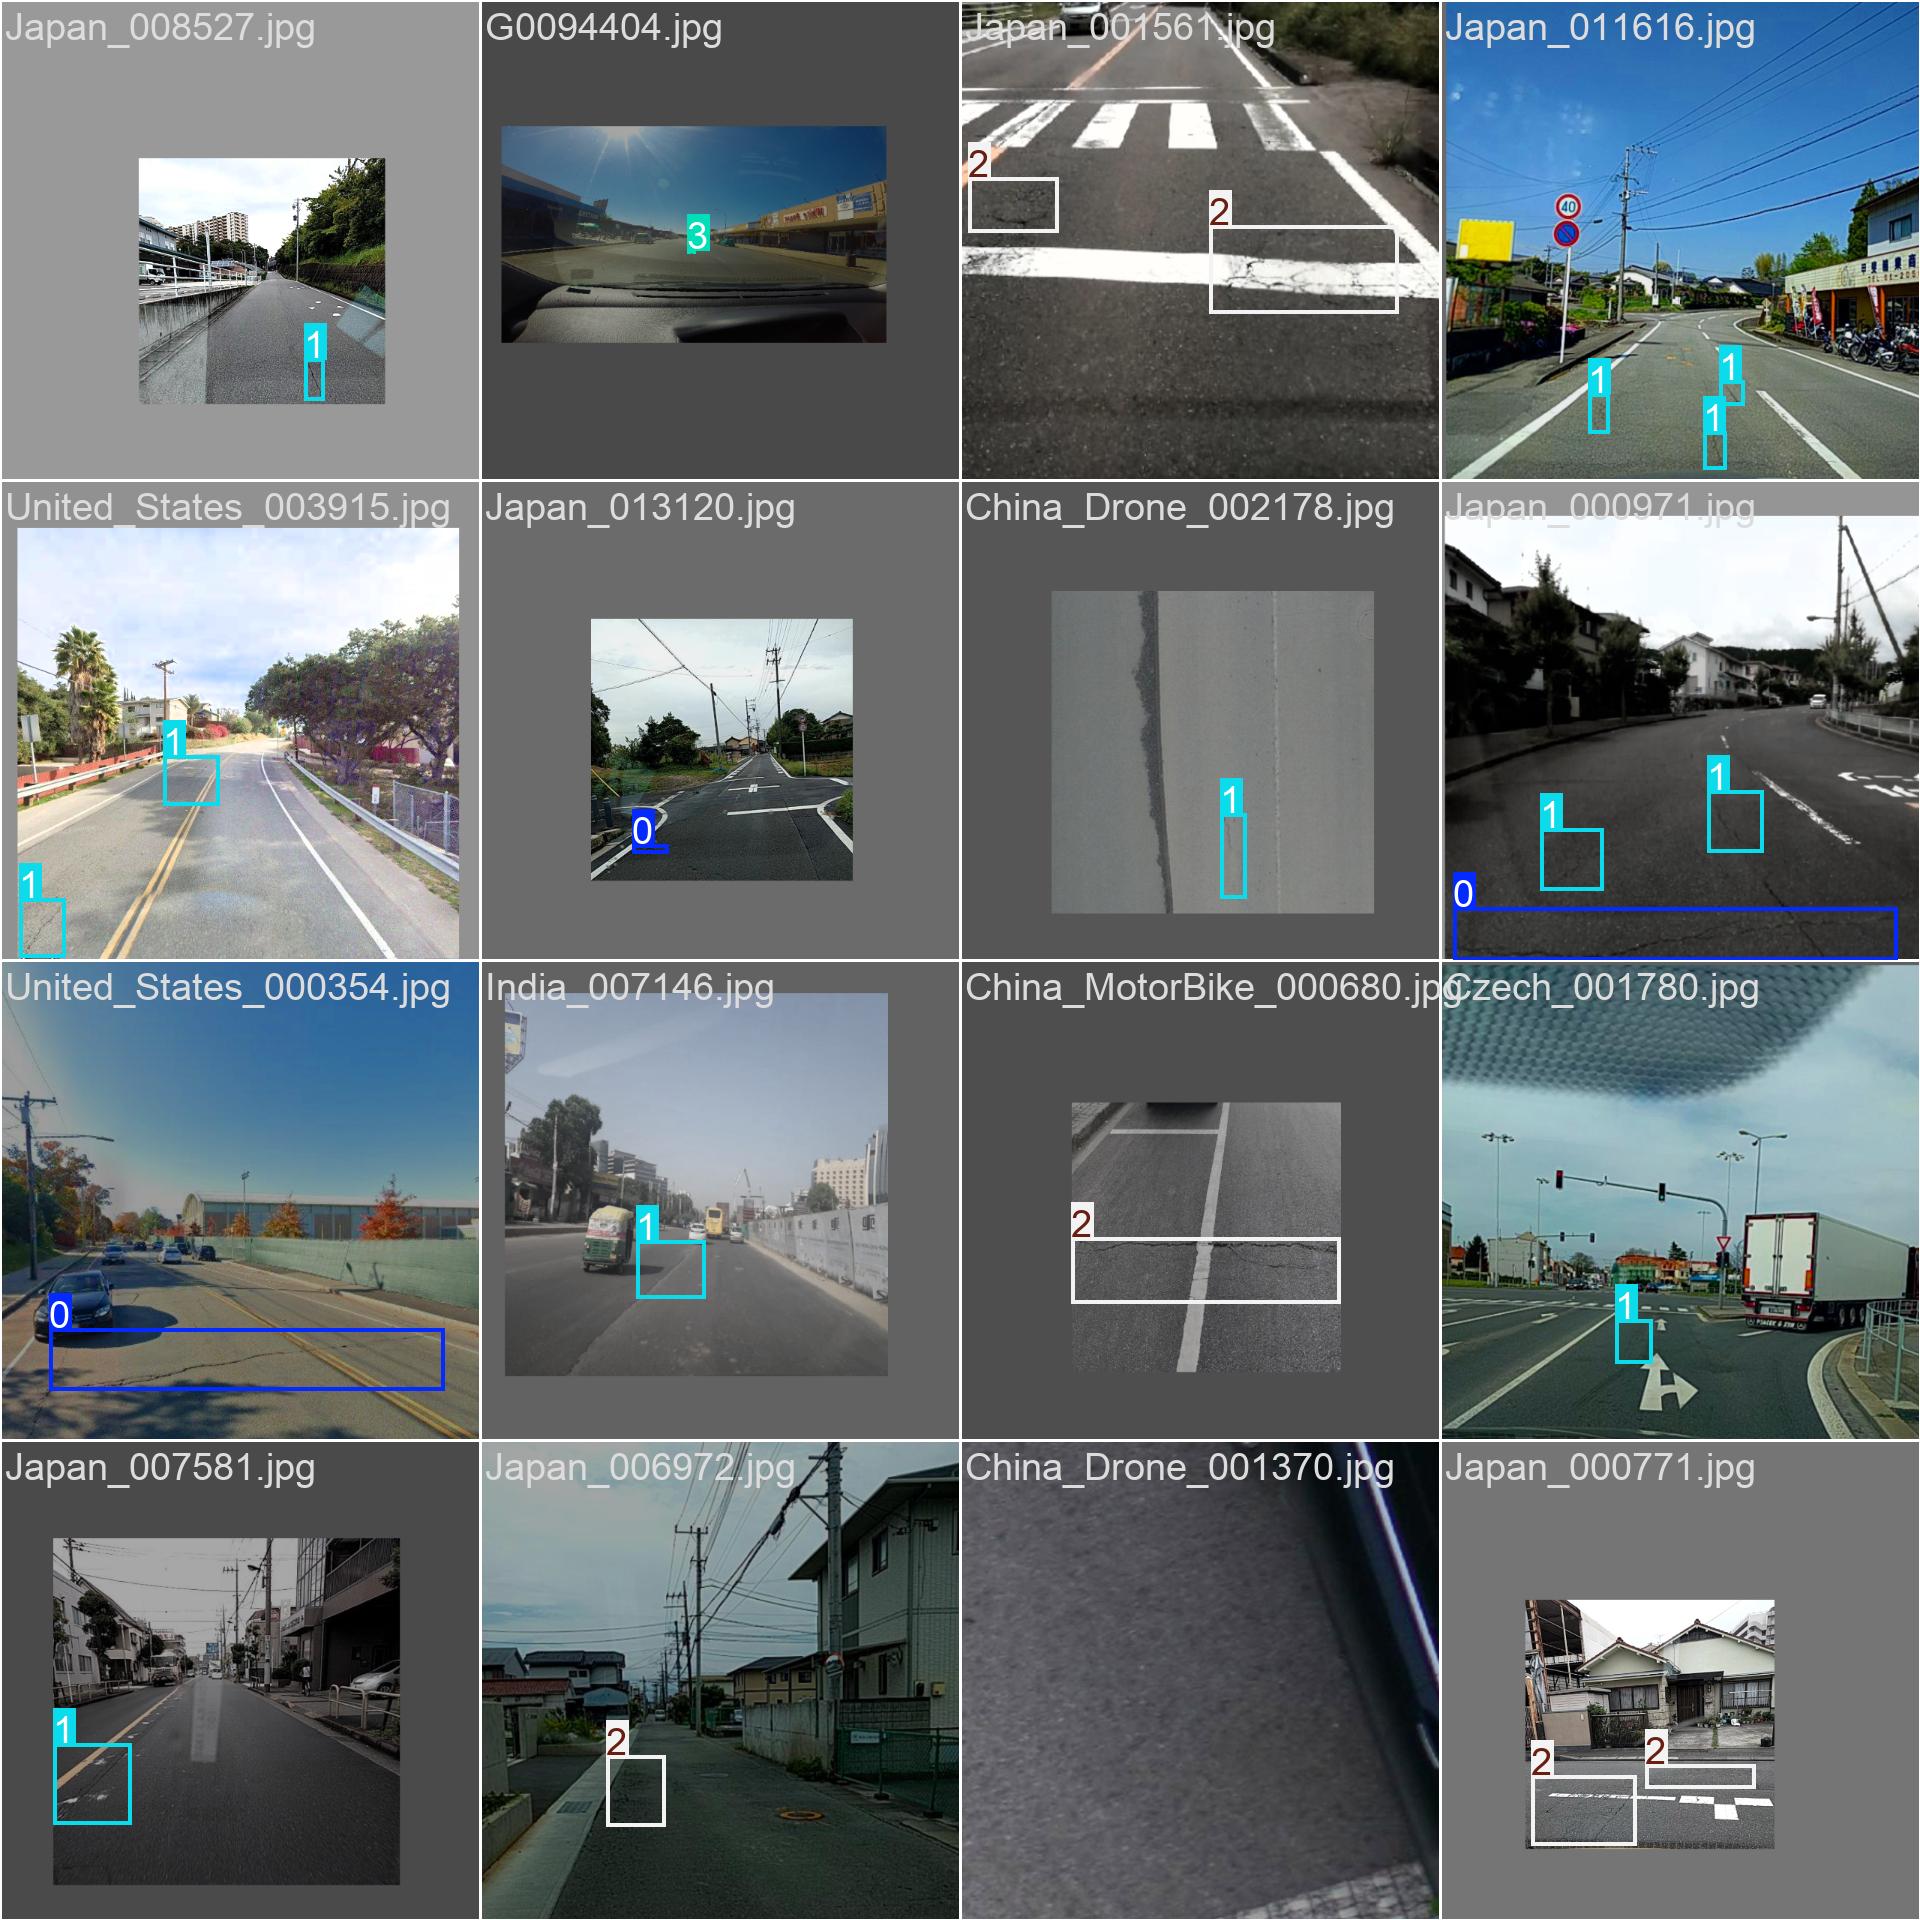 Japan_008527.jpg
G0094404.jpg
Japan_001561.jpg
Japan_011616.jpg
3
2
2
40
1
1
1
1
United_States_003915.jpg
Japan_013120.jpg
China_Drone_002178.jpg
Japan_000971.jpg
1
1
0
1
1
1
0
United_States_000354.jpg
India_007146.jpg
China_MotorBike_000680.jpg
Czech_001780.jpg
0
1
2
1
Japan_007581.jpg
Japan_006972.jpg
China_Drone_001370.jpg
Japan_000771.jpg
1
2
2
2